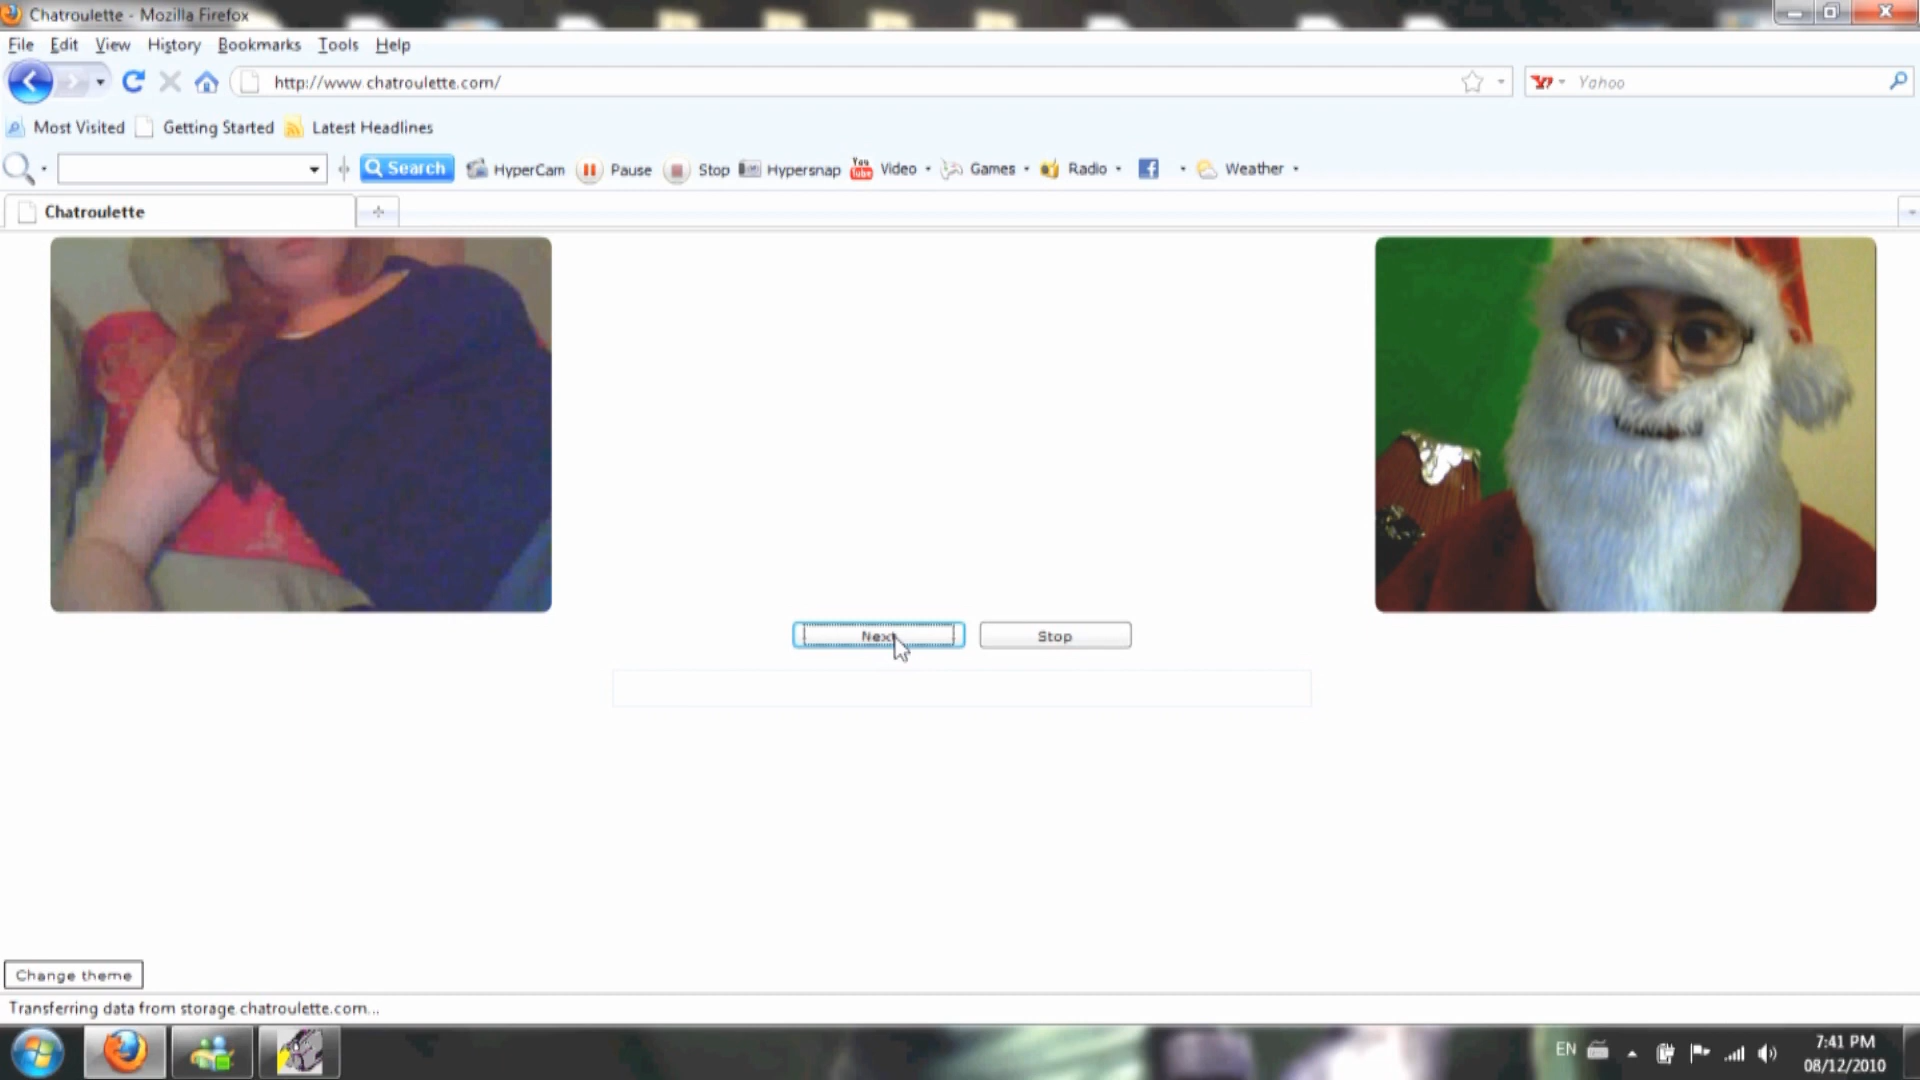 Chatroulette - Mozilla Firefox
File Edit View History Bookmarks Tools Help
http://www chatroulette.com/
Yahoo
Most Visited Getting Started Latest Headlines
Search HyperCam Pause Stop Hypersnap You Tube Video Games Radio f Weather
Chatroulette
Next Stop
Change theme
Transferring data from storage chatroulette.com...
EN 7:41 PM
08/12/2010